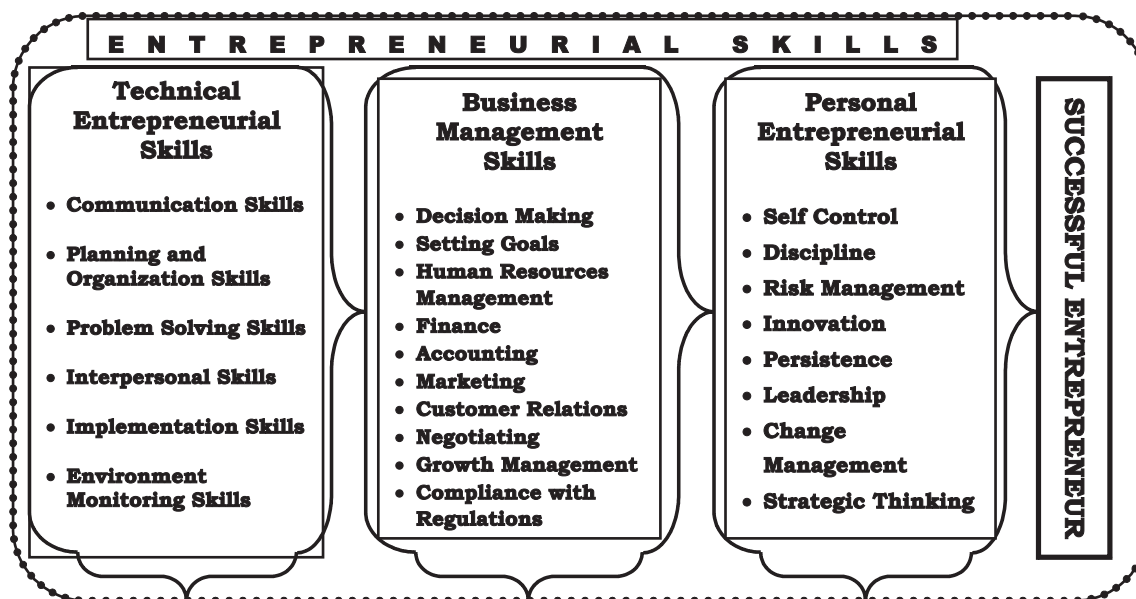 ENTREPRENEURIAL SKILLS
Technical
Entrepreneurial
Skills
• Communication Skills
• Planning and
Organization Skills
• Problem Solving Skills
• Interpersonal Skills
• Implementation Skills
• Environment
Monitoring Skills
Business
Management
Skills
• Decision Making
• Setting Goals
• Human Resources
Management
• Finance
• Accounting
• Marketing
• Customer Relations
• Negotiating
• Growth Management
• Compliance with
Regulations
Personal
Entrepreneurial
Skills
• Self Control
• Discipline
• Risk Management
• Innovation
• Persistence
• Leadership
• Change
Management
• Strategic Thinking
SUCCESSFUL ENTREPRENEUR